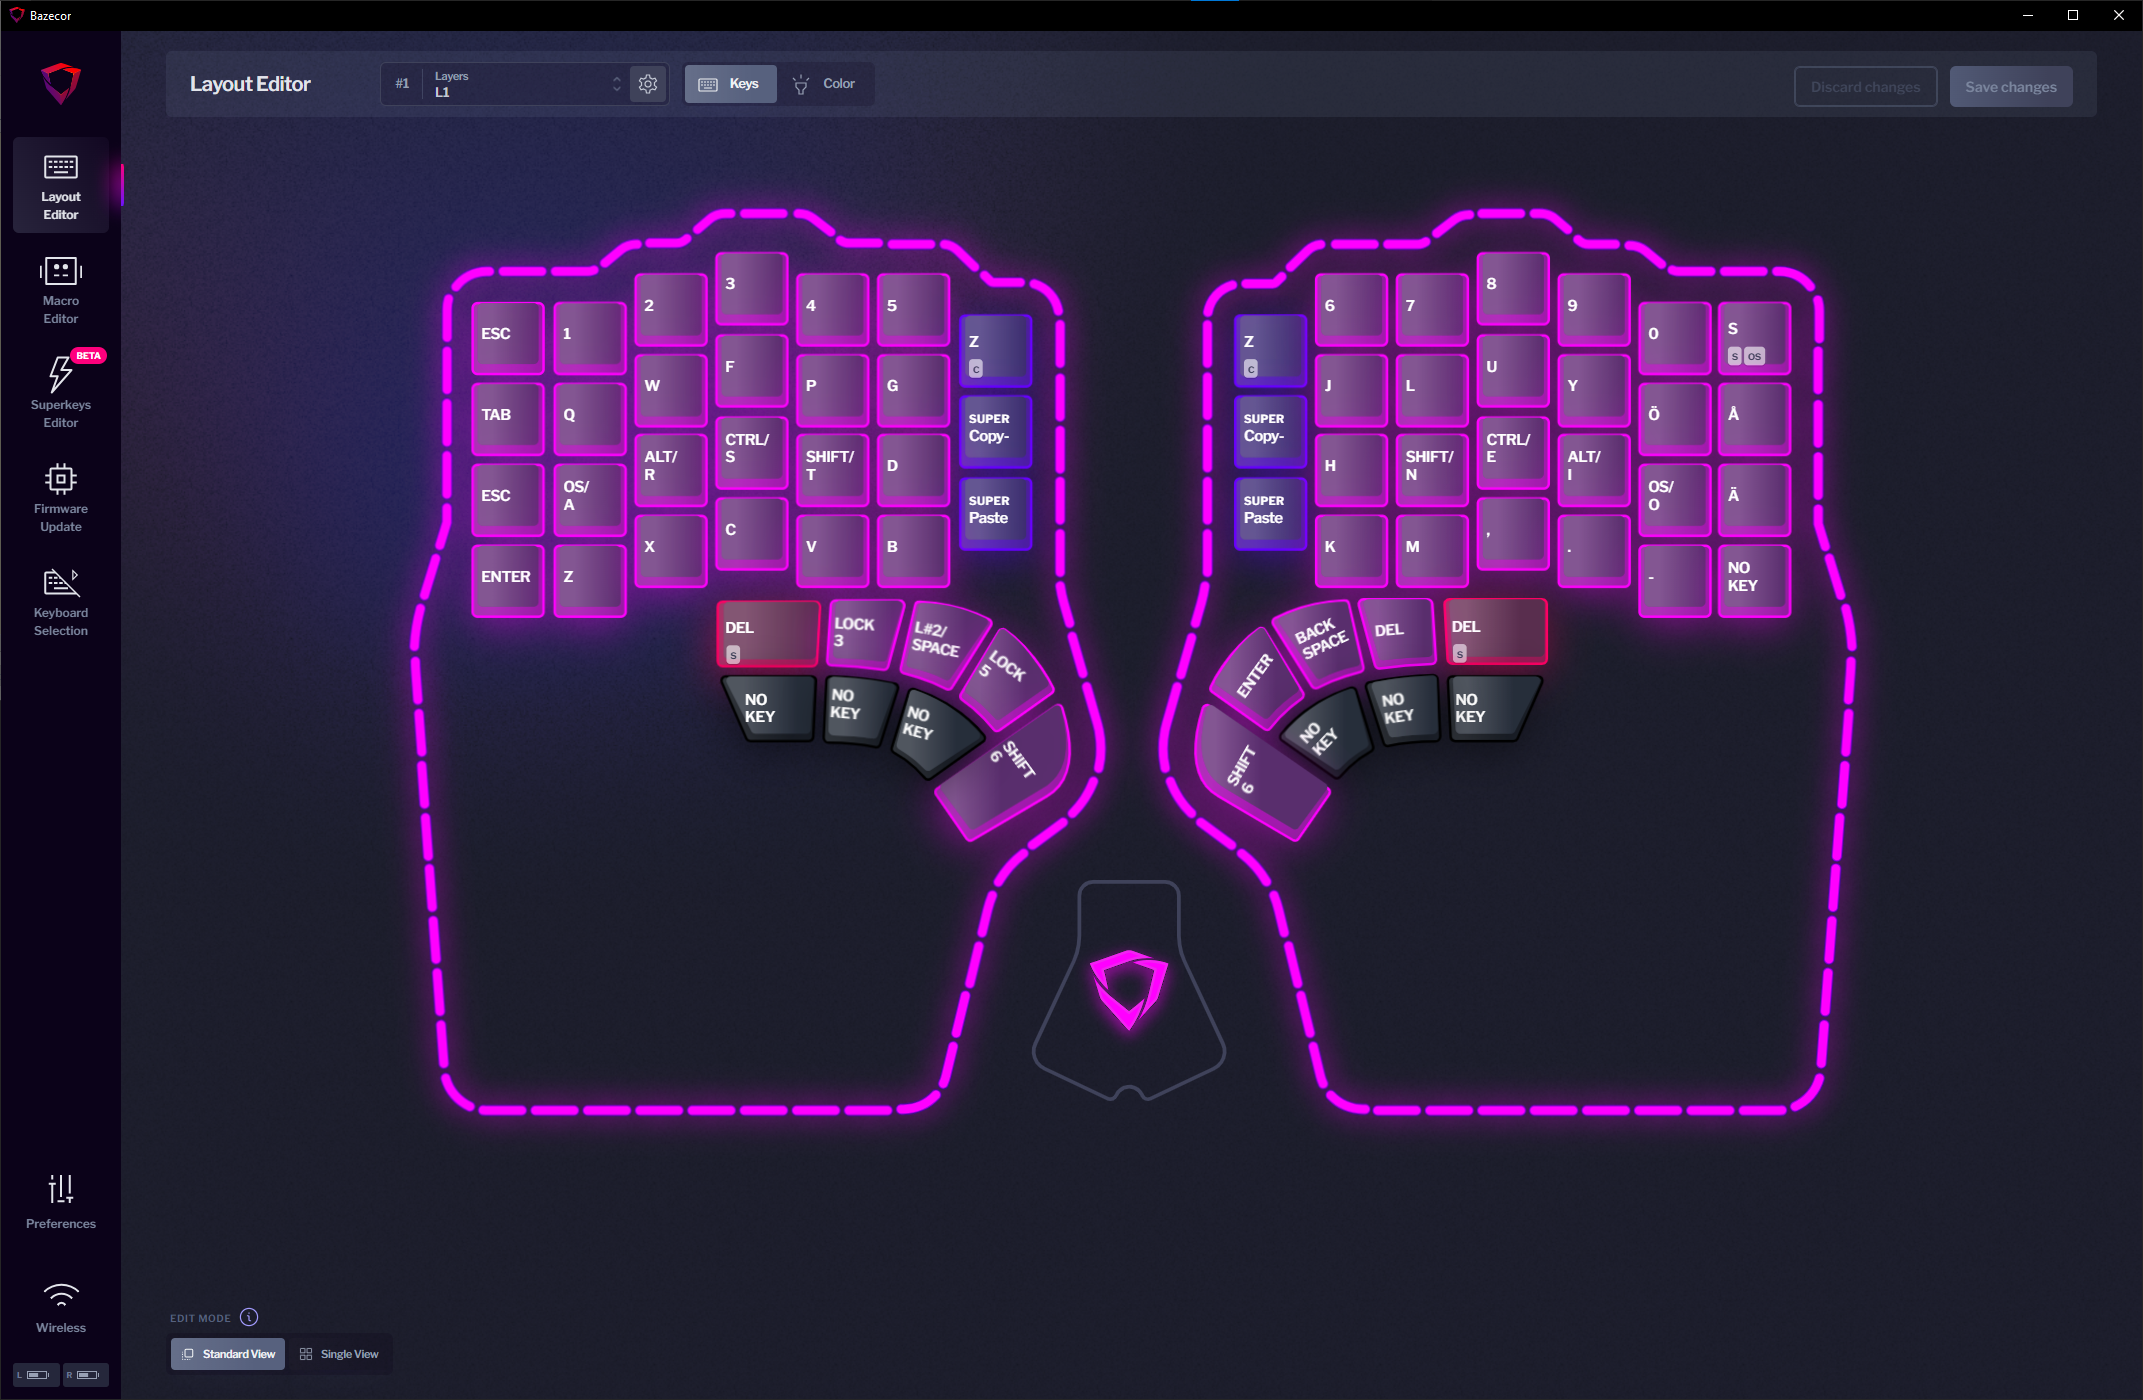 Bazecor
Layout Editor
#1
Layers
L1
Keys
Color
Discard changes
Save changes
Layout
Editor
Macro
Editor
BETA
Superkeys
Editor
Firmware
Update
Keyboard
Selection
Preferences
Wireless
L
R
ESC
1
2
3
4
5
Z
C
TAB
Q
W
F
P
G
SUPER
Copy-
ESC
OS/
A
ALT/
R
CTRL/
S
SHIFT/
T
D
SUPER
Paste
ENTER
Z
X
C
V
B
DEL
S
LOCK
3
L#2/
SPACE
LOCK
5
NO
KEY
NO
KEY
NO
KEY
SHIFT
6
Z
C
6
7
8
9
0
S
S
OS
SUPER
Copy-
J
L
U
Y
Ö
Å
SUPER
Paste
H
SHIFT/
N
CTRL/
E
ALT/
I
OS/
O
Ä
K
M
,
.
-
NO
KEY
ENTER
BACK
SPACE
DEL
DEL
S
SHIFT
6
NO
KEY
NO
KEY
NO
KEY
EDIT MODE
i
Standard View
Single View